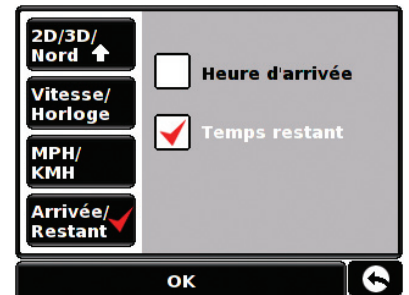 2D/3D/
Nord
Vitesse/
Horloge
MPH/
KMH
Arrivée/
Restant
Heure d'arrivée
Temps restant
OK